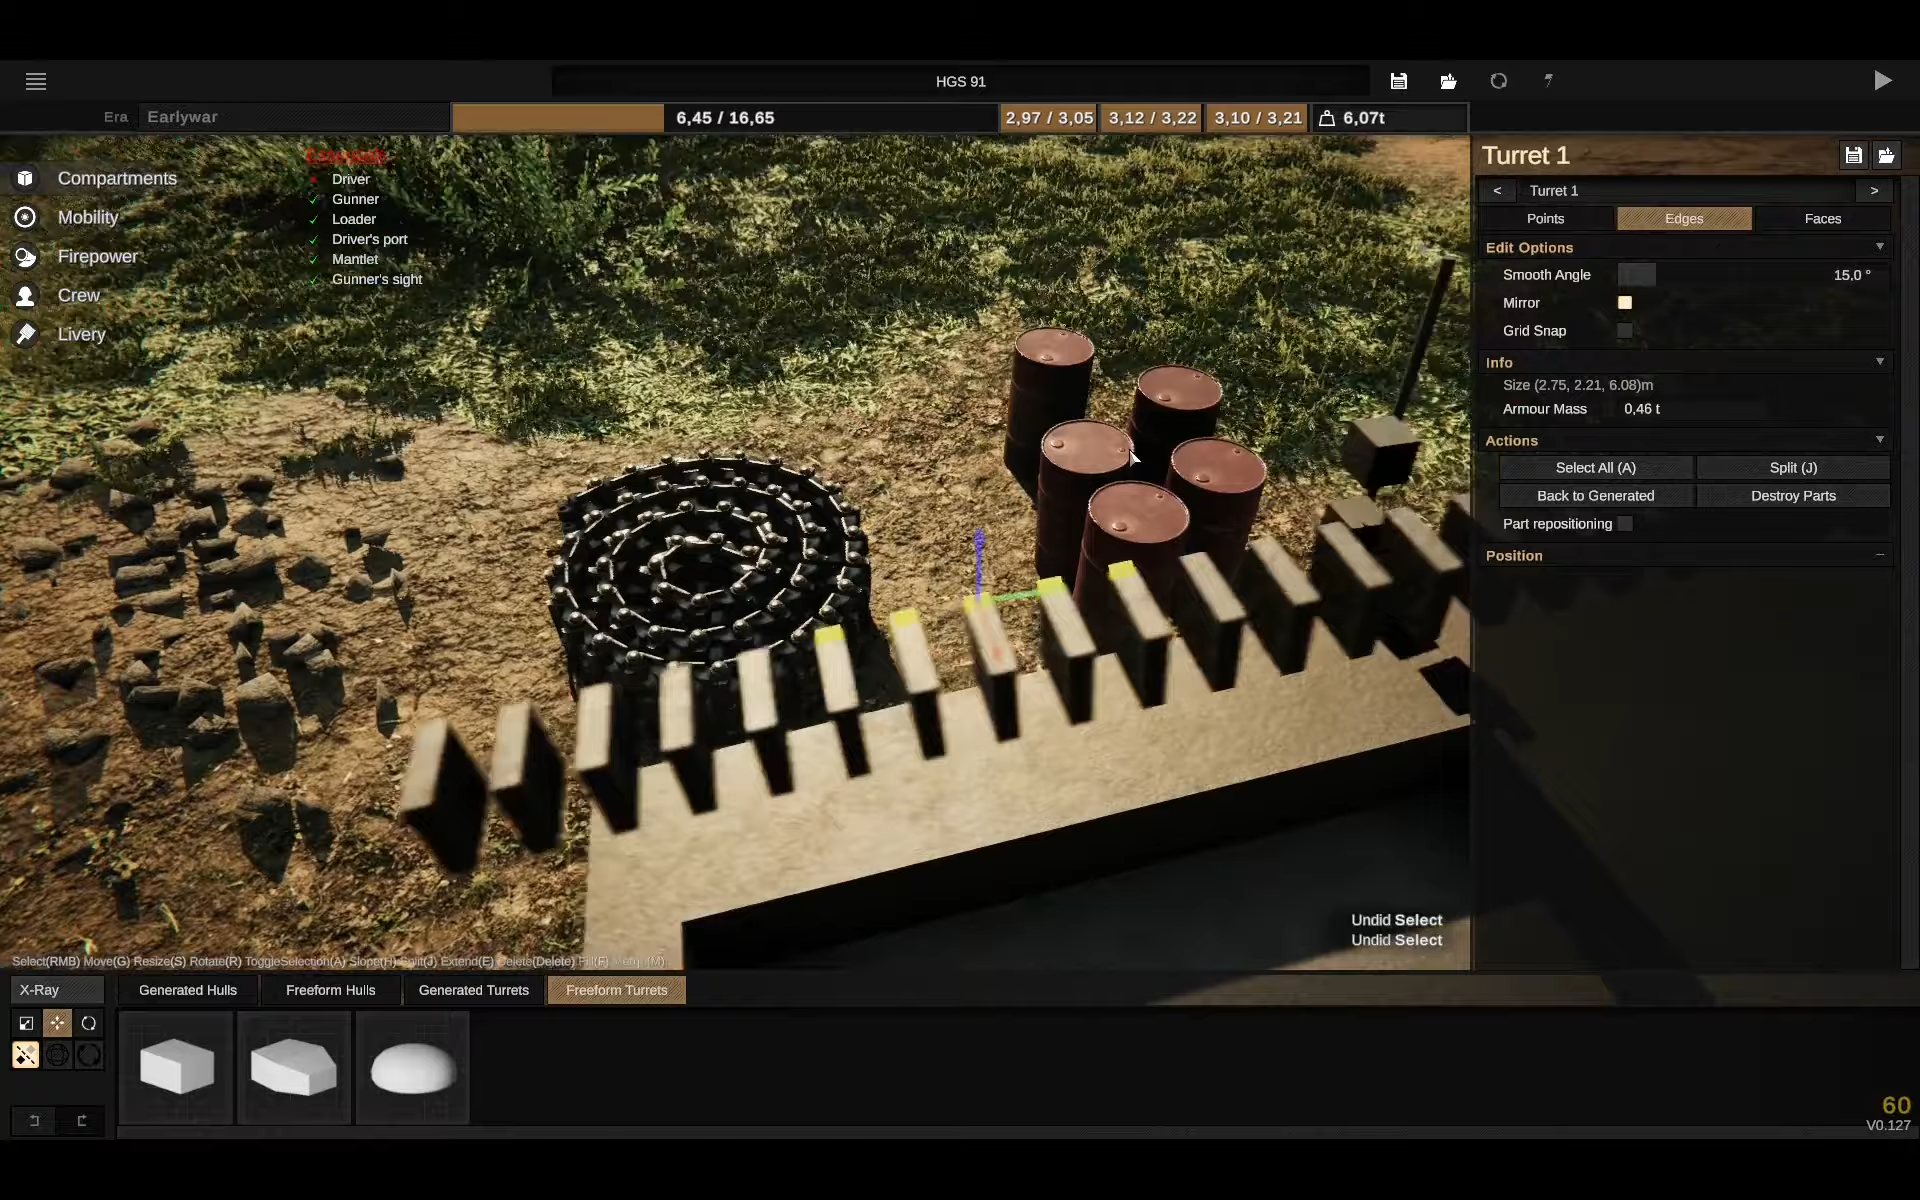 HGS 91
Era Earlywar
6,45 / 16,65
2,97 / 3,05
3,12 / 3,22
3,10 / 3,21
6,07t
Compartments
Mobility
Firepower
Crew
Livery
Essentials
Driver
Gunner
Loader
Driver's port
Mantlet
Gunner's sight
Turret 1
< Turret 1 >
Points Edges Faces
Edit Options
Smooth Angle 15,0 °
Mirror
Grid Snap
Info
Size (2.75, 2.21, 6.08)m
Armour Mass 0,46 t
Actions
Select All (A) Split (J)
Back to Generated Destroy Parts
Part repositioning
Position
Undid Select
Undid Select
Select(RMB) Move(G) Resize(S) Rotate(R) ToggleSelection(A) Slope(H) Split(J) Extend(E) Delete(Delete) Fill(F) Merge(M)
X-Ray
Generated Hulls
Freeform Hulls
Generated Turrets
Freeform Turrets
60
V0.127